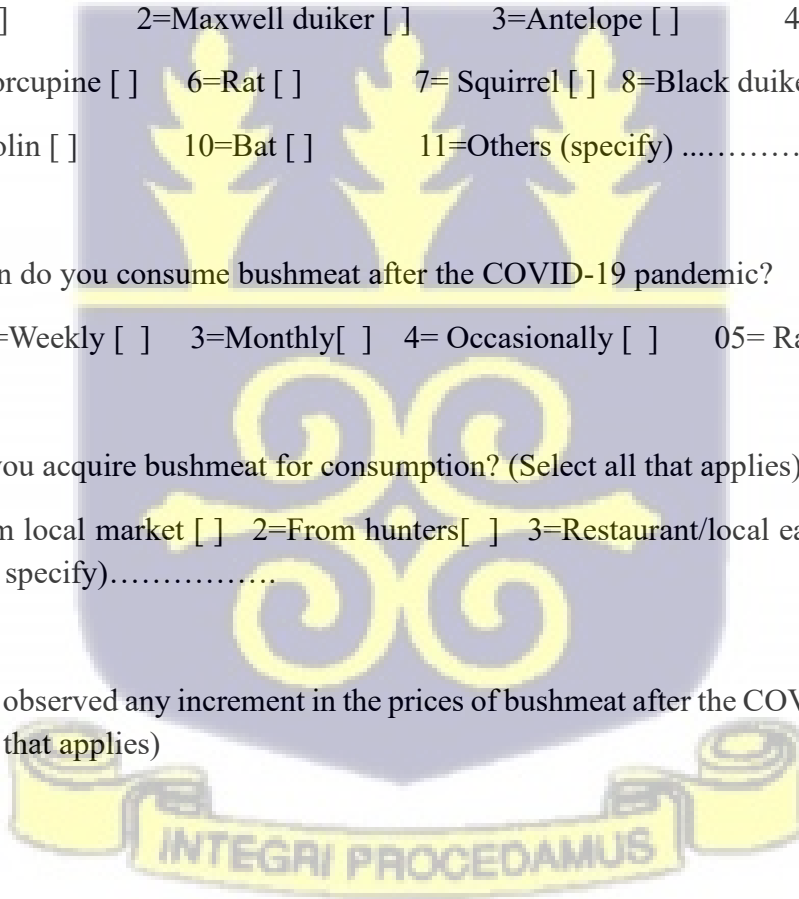 ] 2=Maxwell duiker [ ] 3=Antelope [ ] 4
orcupine [ ] 6=Rat [ ] 7= Squirrel [ ] 8=Black duike
olin [ ] 10=Bat [ ] 11=Others (specify) ...………
n do you consume bushmeat after the COVID-19 pandemic?
=Weekly [ ] 3=Monthly[ ] 4= Occasionally [ ] 05= Ra
you acquire bushmeat for consumption? (Select all that applies)
m local market [ ] 2=From hunters[ ] 3=Restaurant/local ea
specify)…………….
observed any increment in the prices of bushmeat after the COV
that applies)
INTEGRI PROCEDAMUS